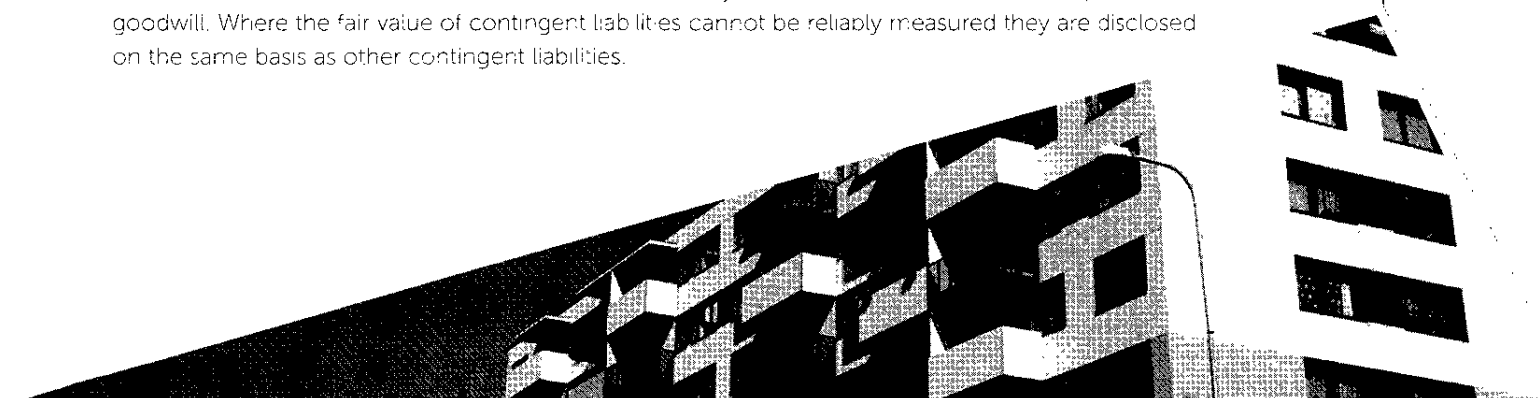 goodwill. Where the fair value of contingent liabilities cannot be reliably measured they are disclosed
on the same basis as other contingent liabilities.